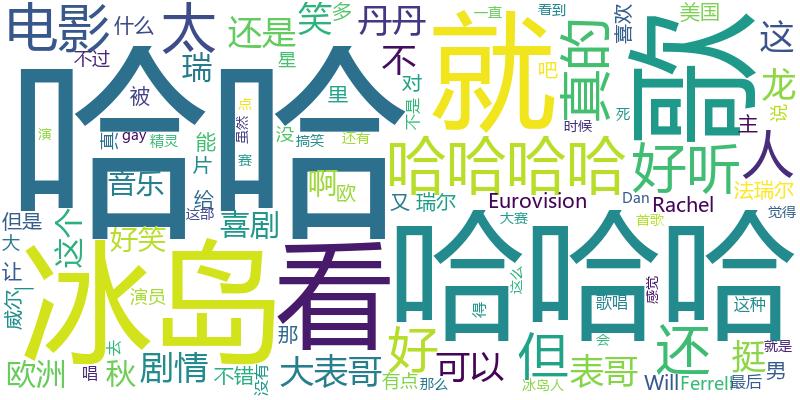 电影
什么
太
还是
笑
多
丹丹
一直
看到
喜欢
美国
这
不过
瑞
星
不
对
就
吧
真的
歌
龙
说
哈哈
被
里
演
真
gay
精灵
虽然
点
赛
没
搞笑
还有
不是
时候
死
主
人
能
片
音乐
给
这部
啊
欧
哈哈哈哈
好听
又
瑞尔
Eurovision
Dan
Rachel
法瑞尔
觉得
首歌
但是
大
这个
喜剧
好笑
让
威尔
冰岛
看
哈哈哈
大赛
这么
得
歌唱
感觉
这种
演员
那
去
欧洲
唱
秋
剧情
不错
没有
大表哥
好
有点
可以
那么
但
会
冰岛人
表哥
还
挺
就是
男
Will
Ferrell
最后